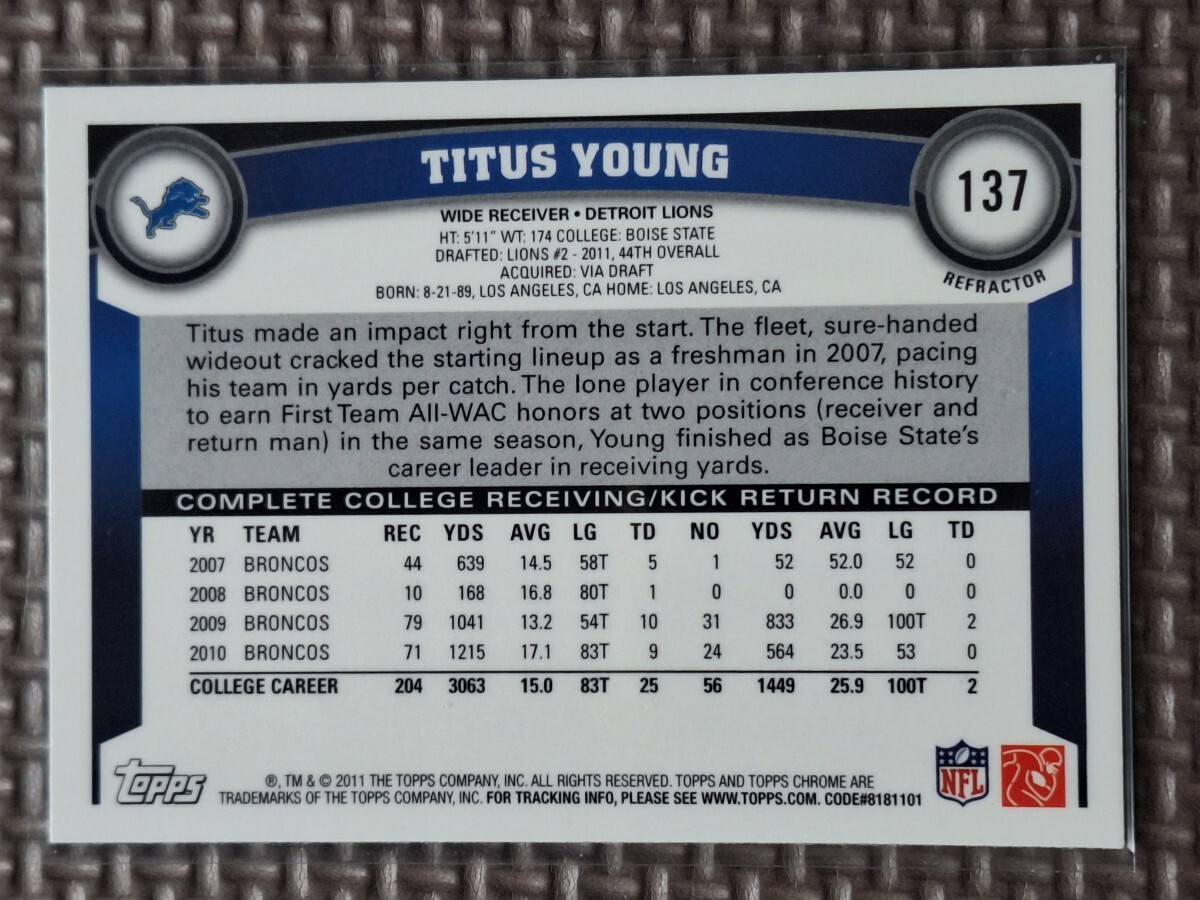 TITUS YOUNG
137
REFRACTOR
WIDE RECEIVER • DETROIT LIONS
HT: 5'11" WT: 174 COLLEGE: BOISE STATE
DRAFTED: LIONS #2 - 2011, 44TH OVERALL
ACQUIRED: VIA DRAFT
BORN: 8-21-89, LOS ANGELES, CA HOME: LOS ANGELES, CA
Titus made an impact right from the start. The fleet, sure-handed
wideout cracked the starting lineup as a freshman in 2007, pacing
his team in yards per catch. The lone player in conference history
to earn First Team All-WAC honors at two positions (receiver and
return man) in the same season, Young finished as Boise State's
career leader in receiving yards.
COMPLETE COLLEGE RECEIVING/KICK RETURN RECORD
YR TEAM REC YDS AVG LG TD NO YDS AVG LG TD
2007 BRONCOS 44 639 14.5 58T 5 1 52 52.0 52 0
2008 BRONCOS 10 168 16.8 80T 1 0 0 0.0 0 0
2009 BRONCOS 79 1041 13.2 54T 10 31 833 26.9 100T 2
2010 BRONCOS 71 1215 17.1 83T 9 24 564 23.5 53 0
COLLEGE CAREER 204 3063 15.0 83T 25 56 1449 25.9 100T 2
Topps
®, TM & © 2011 THE TOPPS COMPANY, INC. ALL RIGHTS RESERVED. TOPPS AND TOPPS CHROME ARE
TRADEMARKS OF THE TOPPS COMPANY, INC. FOR TRACKING INFO, PLEASE SEE WWW.TOPPS.COM. CODE#8181101
NFL